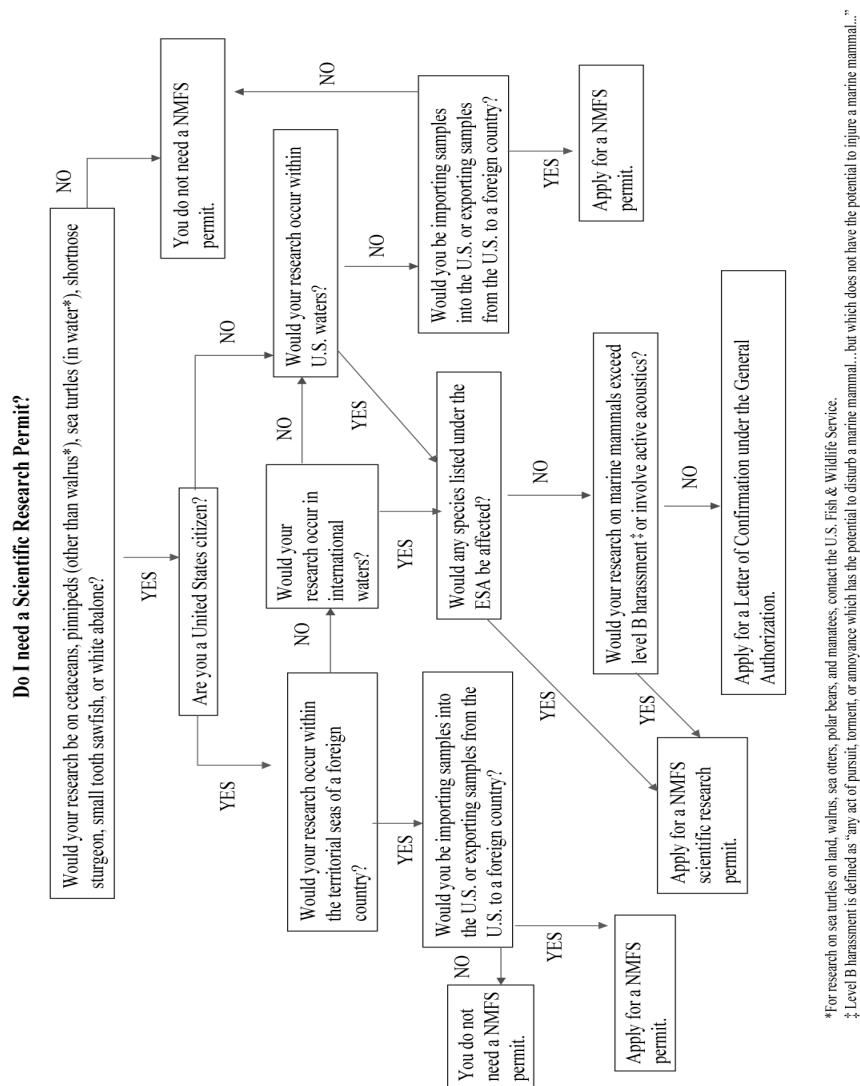 Do I need a Scientific Research Permit?
Would your research be on cetaceans, pinnipeds (other than walrus*), sea turtles (in water*), shortnose
sturgeon, small tooth sawfish, or white abalone?
NO
You do not need a NMFS
permit.
YES
Are you a United States citizen?
YES
NO
Would your research occur within
the territorial seas of a foreign
country?
NO
Would your
research occur in
international
waters?
NO
Would your research occur within
U.S. waters?
NO
YES
YES
YES
Would you be importing samples into
the U.S. or exporting samples from the
U.S. to a foreign country?
Would any species listed under the
ESA be affected?
Would you be importing samples
into the U.S. or exporting samples
from the U.S. to a foreign country?
NO
NO
You do not
need a NMFS
permit.
YES
Apply for a NMFS
permit.
YES
NO
YES
Apply for a NMFS
permit.
Would your research on marine mammals exceed
level B harassment‡ or involve active acoustics?
YES
Apply for a NMFS
scientific research
permit.
NO
Apply for a Letter of Confirmation under the General
Authorization.
*For research on sea turtles on land, walrus, sea otters, polar bears, and manatees, contact the U.S. Fish & Wildlife Service.
‡ Level B harassment is defined as “any act of pursuit, torment, or annoyance which has the potential to disturb a marine mammal...but which does not have the potential to injure a marine mammal...”